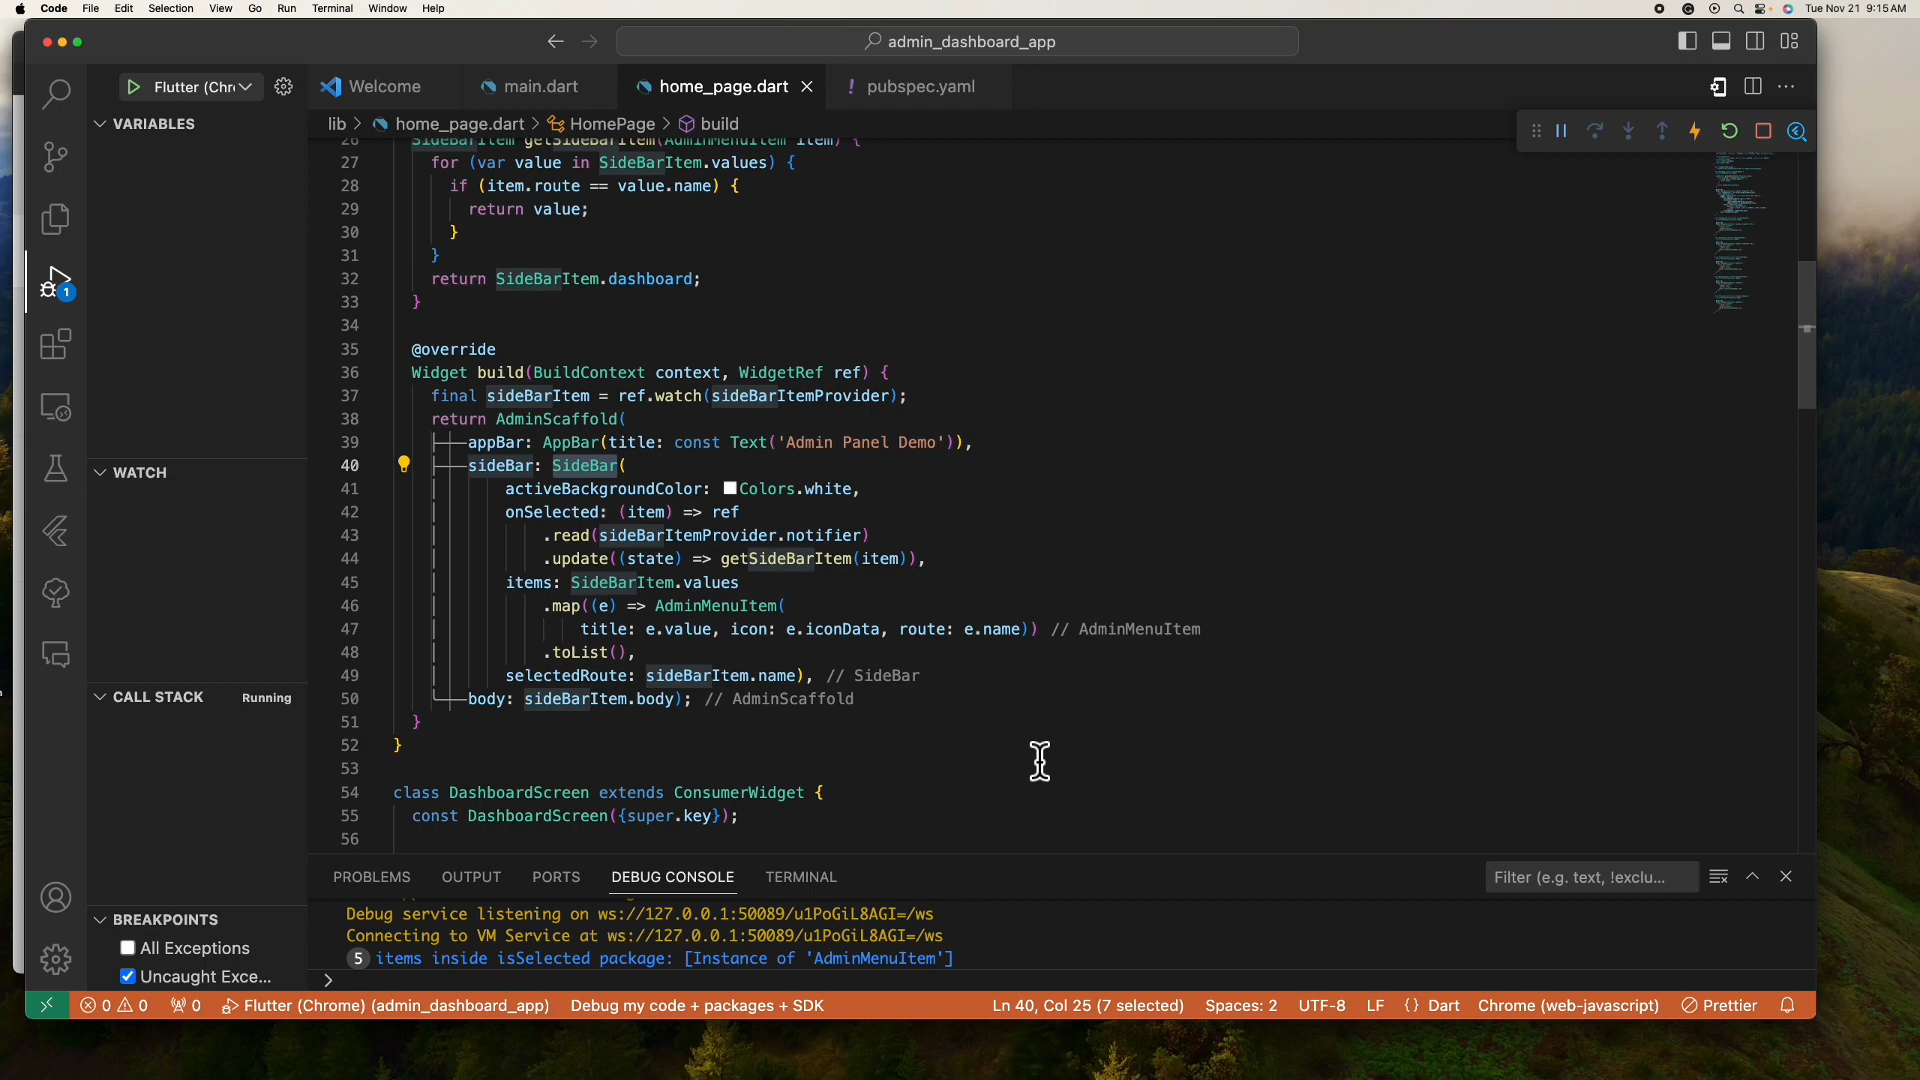 Code File Edit Selection View Go Run Terminal Window Help
Tue Nov 21 9:15 AM
admin_dashboard_app
Flutter (Chr
Welcome
main.dart
home_page.dart
! pubspec.yaml
VARIABLES
lib > home_page.dart > HomePage > build
26 SideBarItem getSideBarItem(AdminMenuItem item) {
27 for (var value in SideBarItem.values) {
28 if (item.route == value.name) {
29 return value;
30 }
31 }
32 return SideBarItem.dashboard;
33 }
34
35 @override
36 Widget build(BuildContext context, WidgetRef ref) {
37 final sideBarItem = ref.watch(sideBarItemProvider);
38 return AdminScaffold(
39 appBar: AppBar(title: const Text('Admin Panel Demo')),
40 sideBar: SideBar(
41 activeBackgroundColor: Colors.white,
42 onSelected: (item) => ref
43 .read(sideBarItemProvider.notifier)
44 .update((state) => getSideBarItem(item)),
45 items: SideBarItem.values
46 .map((e) => AdminMenuItem(
47 title: e.value, icon: e.iconData, route: e.name)) // AdminMenuItem
48 .toList(),
49 selectedRoute: sideBarItem.name), // SideBar
50 body: sideBarItem.body); // AdminScaffold
51 }
52 }
53
54 class DashboardScreen extends ConsumerWidget {
55 const DashboardScreen({super.key});
56
1
WATCH
CALL STACK Running
BREAKPOINTS
All Exceptions
Uncaught Exce...
PROBLEMS OUTPUT PORTS DEBUG CONSOLE TERMINAL
Filter (e.g. text, !exclu...
Debug service listening on ws://127.0.0.1:50089/u1PoGiL8AGI=/ws
Connecting to VM Service at ws://127.0.0.1:50089/u1PoGiL8AGI=/ws
5 items inside isSelected package: [Instance of 'AdminMenuItem']
>
0 0 0 Flutter (Chrome) (admin_dashboard_app) Debug my code + packages + SDK
Ln 40, Col 25 (7 selected) Spaces: 2 UTF-8 LF {} Dart Chrome (web-javascript) Prettier